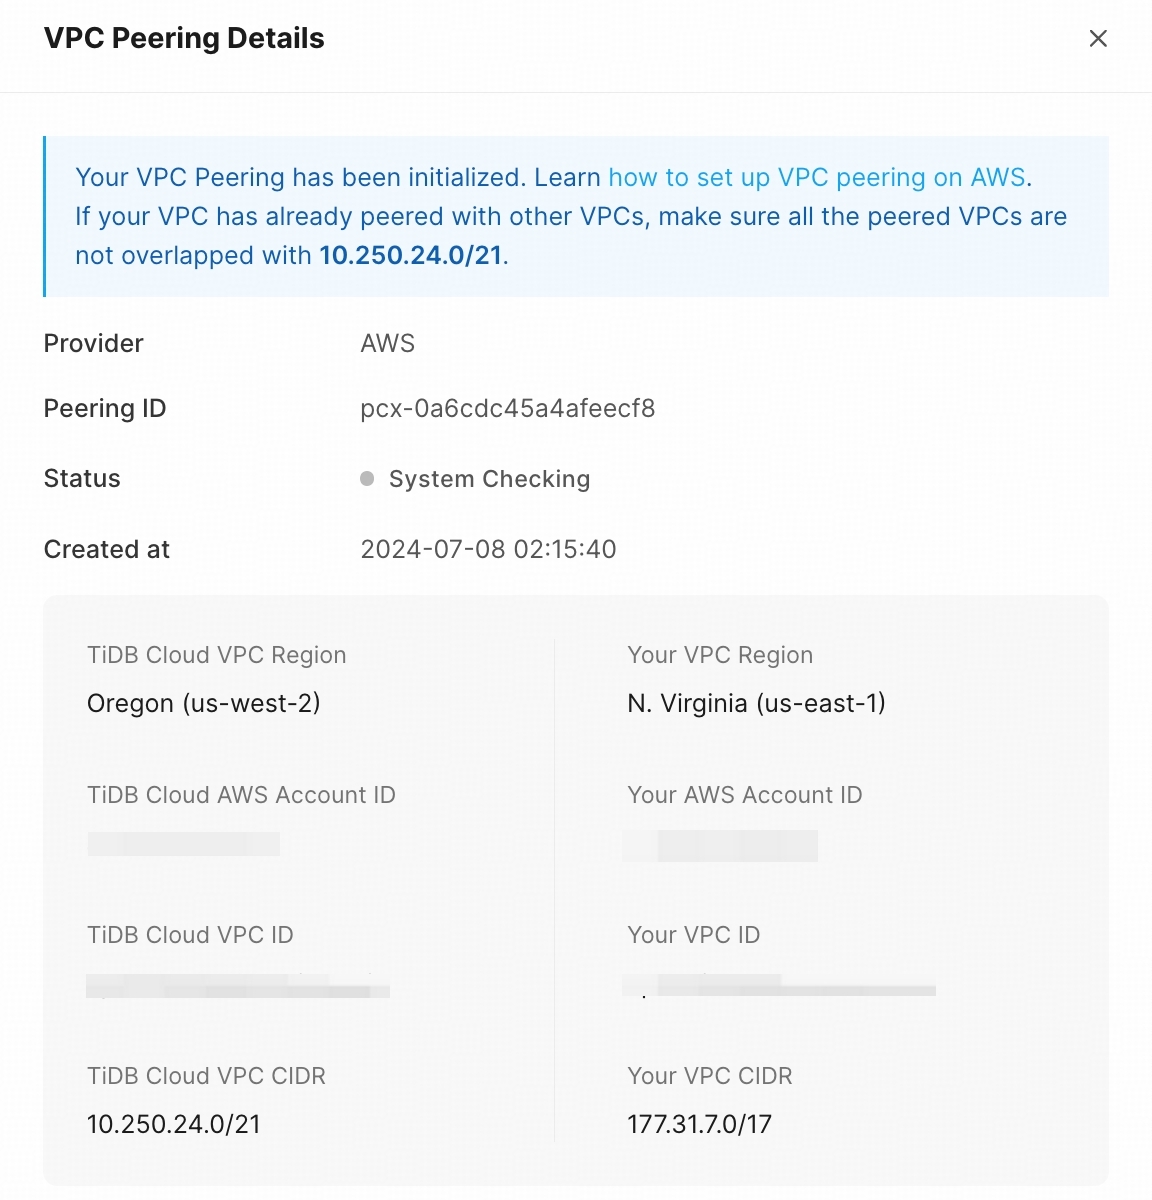 VPC Peering Details
Your VPC Peering has been initialized. Learn how to set up VPC peering on AWS.
If your VPC has already peered with other VPCs, make sure all the peered VPCs are
not overlapped with 10.250.24.0/21.
Provider AWS
Peering ID pcx-0a6cdc45a4afeecf8
Status System Checking
Created at 2024-07-08 02:15:40
TiDB Cloud VPC Region
Oregon (us-west-2)
TiDB Cloud AWS Account ID
TiDB Cloud VPC ID
TiDB Cloud VPC CIDR
10.250.24.0/21
Your VPC Region
N. Virginia (us-east-1)
Your AWS Account ID
Your VPC ID
Your VPC CIDR
177.31.7.0/17